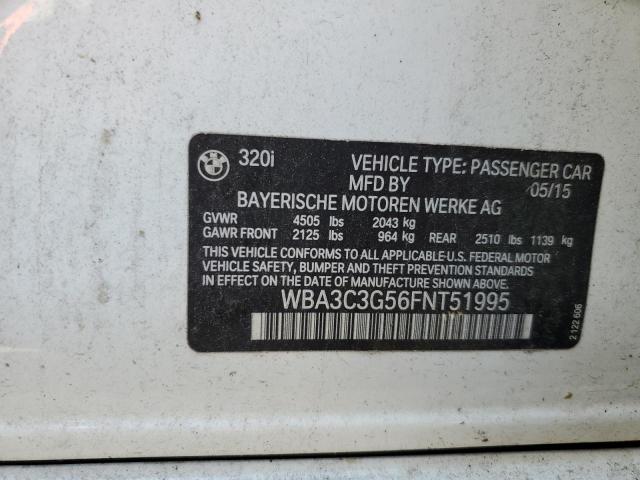 BMW
320i VEHICLE TYPE: PASSENGER CAR
MFD BY 05/15
BAYERISCHE MOTOREN WERKE AG
GVWR 4505 lbs 2043 kg
GAWR FRONT 2125 lbs 964 kg REAR 2510 lbs 1139 kg
THIS VEHICLE CONFORMS TO ALL APPLICABLE-U.S. FEDERAL MOTOR
VEHICLE SAFETY, BUMPER AND THEFT PREVENTION STANDARDS
IN EFFECT ON THE DATE OF MANUFACTURE SHOWN ABOVE.
WBA3C3G56FNT51995
2 122 606